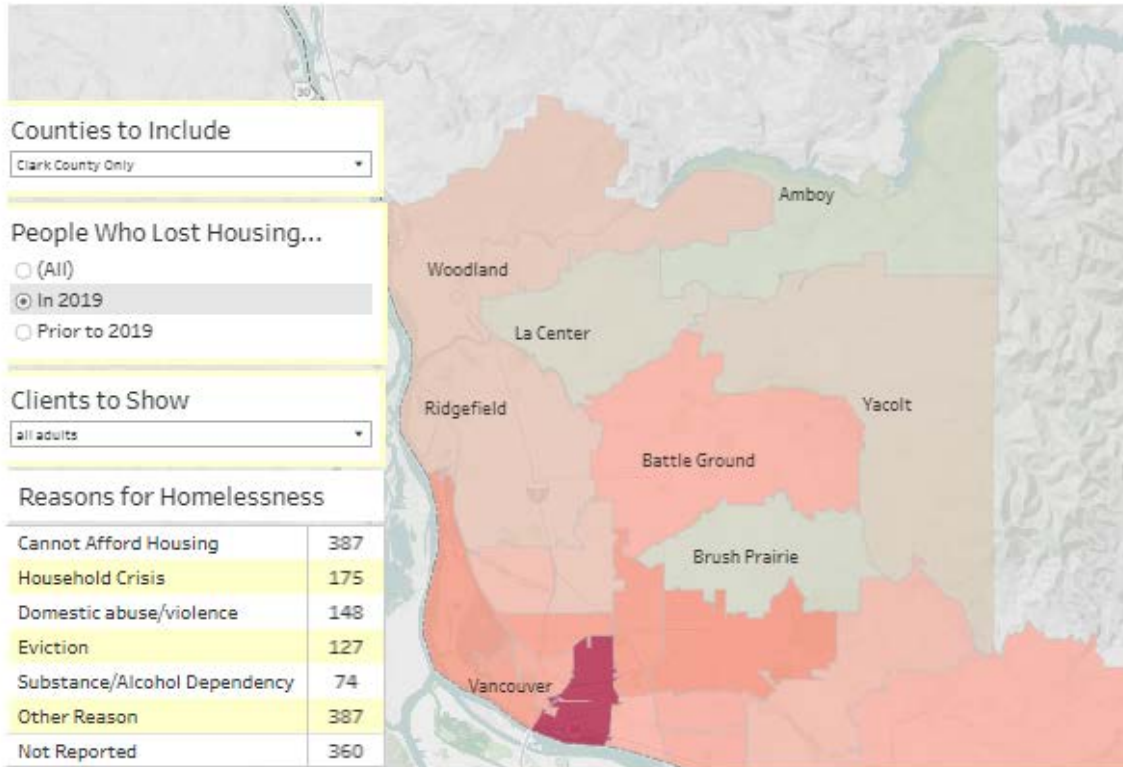 30
Counties to Include
Clark County Only
People Who Lost Housing...
(All)
In 2019
Prior to 2019
Clients to Show
all adults
Reasons for Homelessness
Cannot Afford Housing 387
Household Crisis 175
Domestic abuse/violence 148
Eviction 127
Substance/Alcohol Dependency 74
Other Reason 387
Not Reported 360
Amboy
Woodland
La Center
Ridgefield
Yacolt
Battle Ground
Brush Prairie
Vancouver